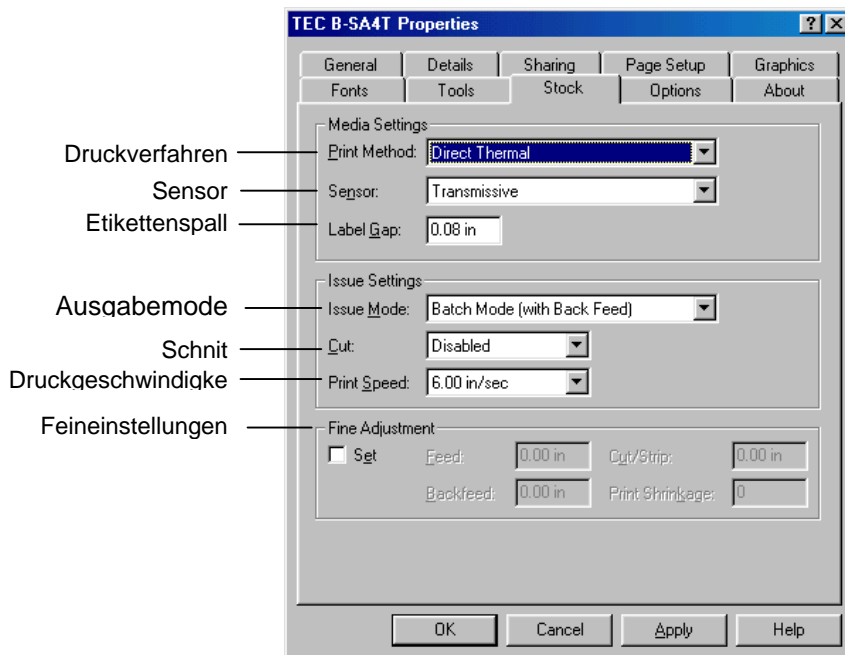 TEC B-SA4T Properties
General Details Sharing Page Setup Graphics
Fonts Tools Stock Options About
Media Settings
Druckverfahren Print Method: Direct Thermal
Sensor Sensor: Transmissive
Etikettenspall Label Gap: 0.08 in
Issue Settings
Ausgabemode Issue Mode: Batch Mode (with Back Feed)
Schnit Cut: Disabled
Druckgeschwindigke Print Speed: 6.00 in/sec
Feineinstellungen Fine Adjustment
Set Feed: 0.00 in Cut/Strip: 0.00 in
Backfeed: 0.00 in Print Shrinkage: 0
OK Cancel Apply Help